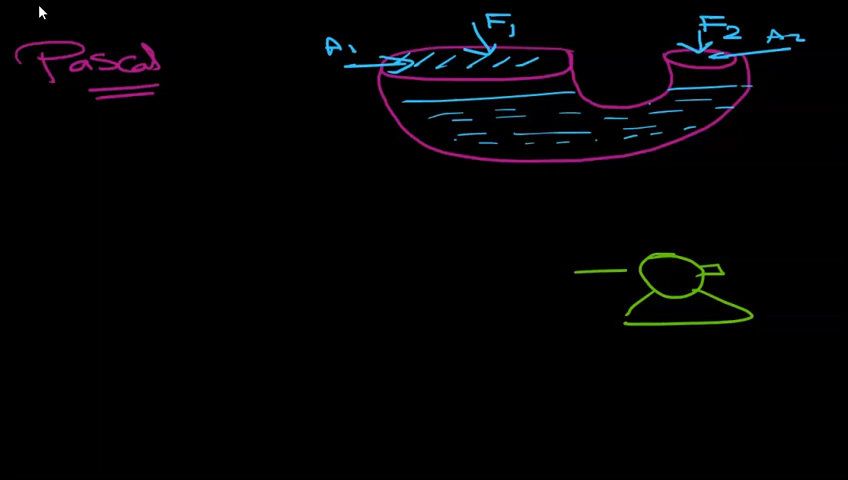 F₁
F₂
A₁
A₂
Pascal